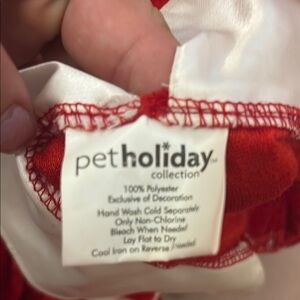 petholiday™
collection
100% Polyester
Exclusive of Decoration
Hand Wash Cold Separately
Only Non-Chlorine
Bleach When Needed
Lay Flat to Dry
Cool Iron on Reverse if needed